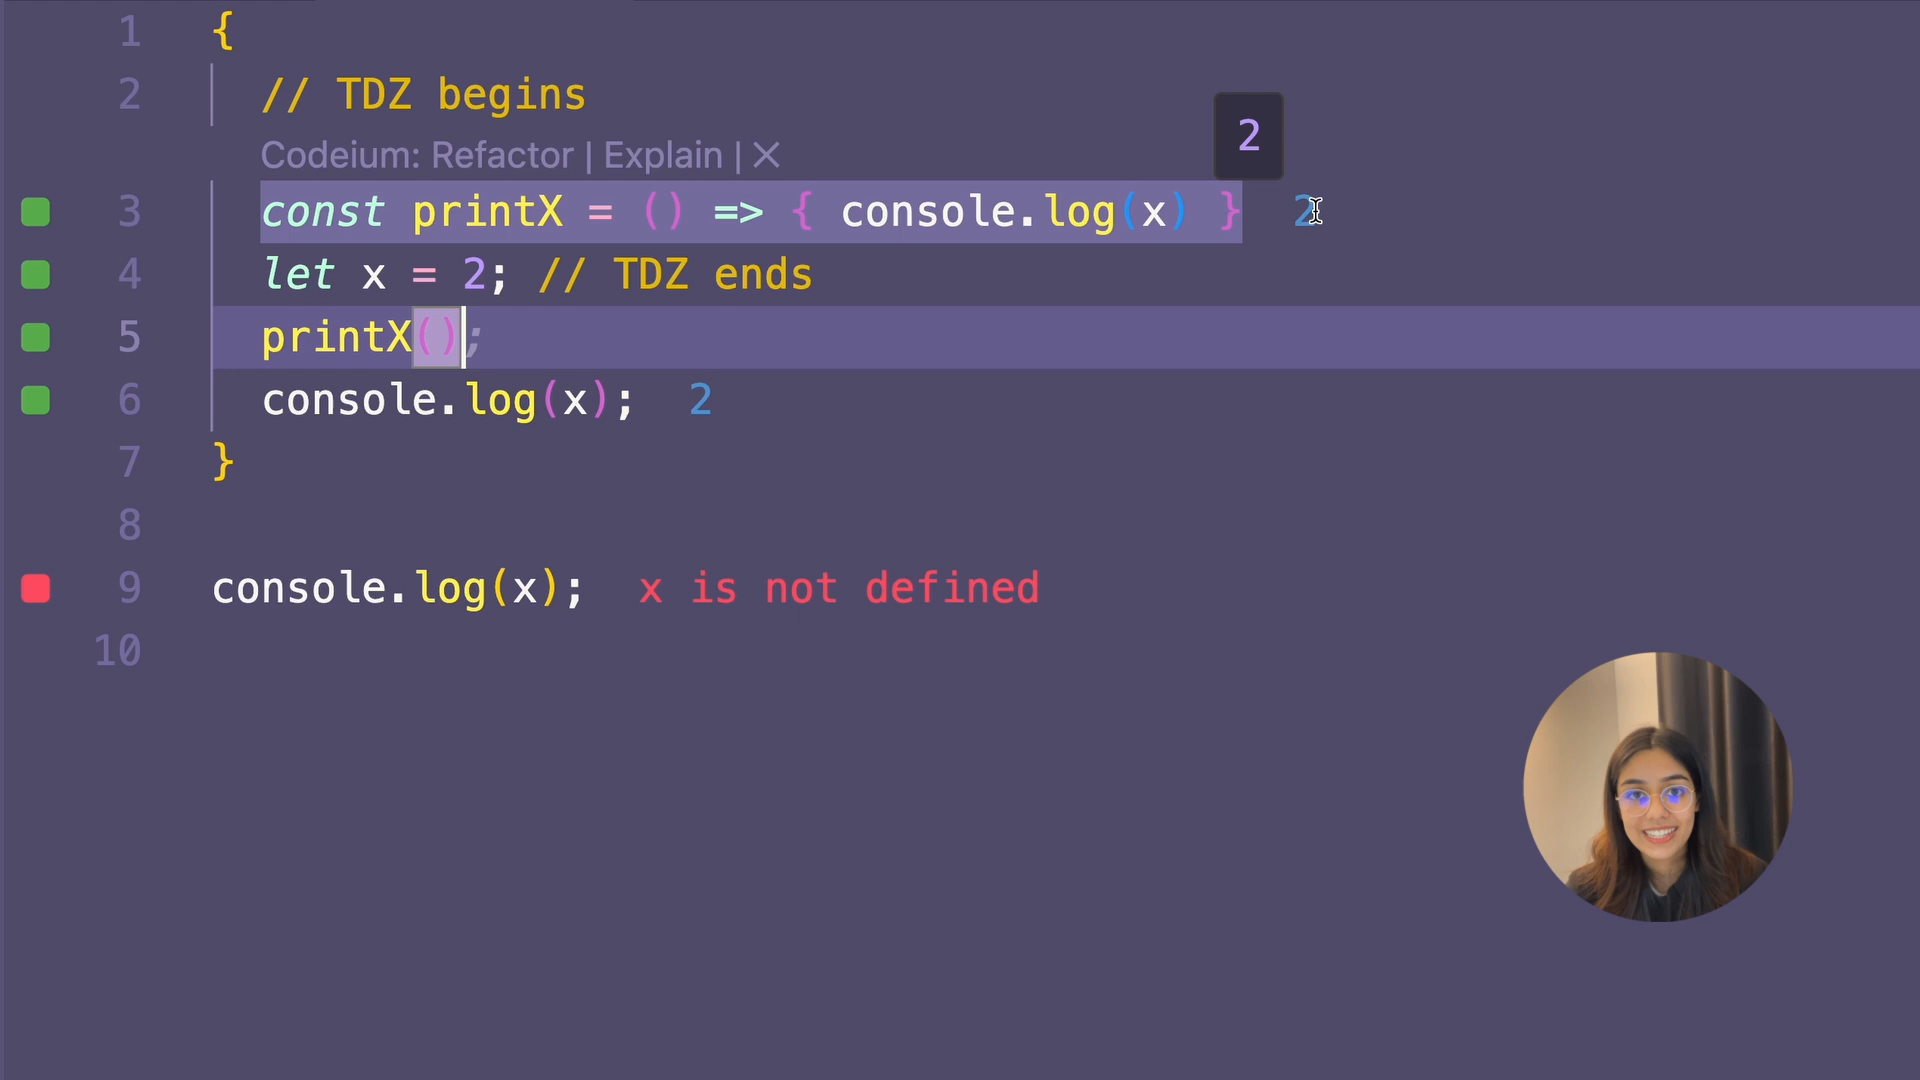 1 {
2 // TDZ begins
2
Codeium: Refactor | Explain | ×
3 const printX = () => { console.log(x) } 2
4 let x = 2; // TDZ ends
5 printX();
6 console.log(x); 2
7 }
8
9 console.log(x); x is not defined
10